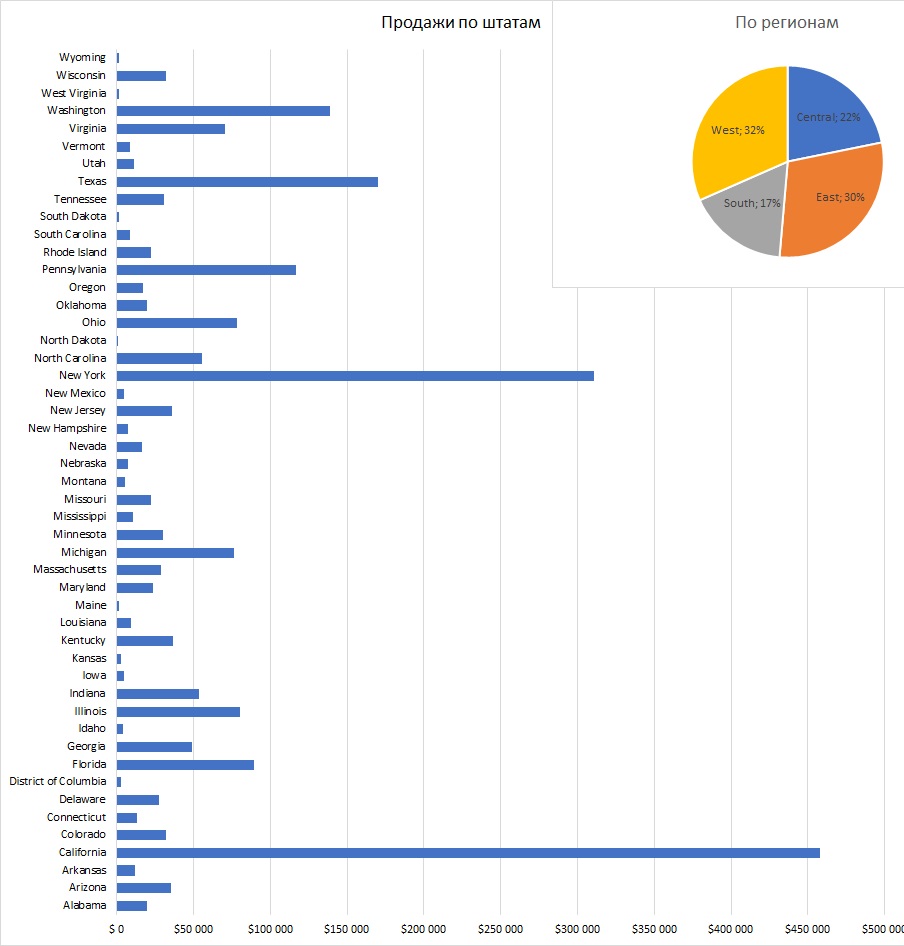 Продажи по штатам
По регионам
Central; 22%
West; 32%
East; 30%
South; 17%
Wyoming
Wisconsin
West Virginia
Washington
Virginia
Vermont
Utah
Texas
Tennessee
South Dakota
South Carolina
Rhode Island
Pennsylvania
Oregon
Oklahoma
Ohio
North Dakota
North Carolina
New York
New Mexico
New Jersey
New Hampshire
Nevada
Nebraska
Montana
Missouri
Mississippi
Minnesota
Michigan
Massachusetts
Maryland
Maine
Louisiana
Kentucky
Kansas
Iowa
Indiana
Illinois
Idaho
Georgia
Florida
District of Columbia
Delaware
Connecticut
Colorado
California
Arkansas
Arizona
Alabama
$ 0 $50 000 $100 000 $150 000 $200 000 $250 000 $300 000 $350 000 $400 000 $450 000 $500 000